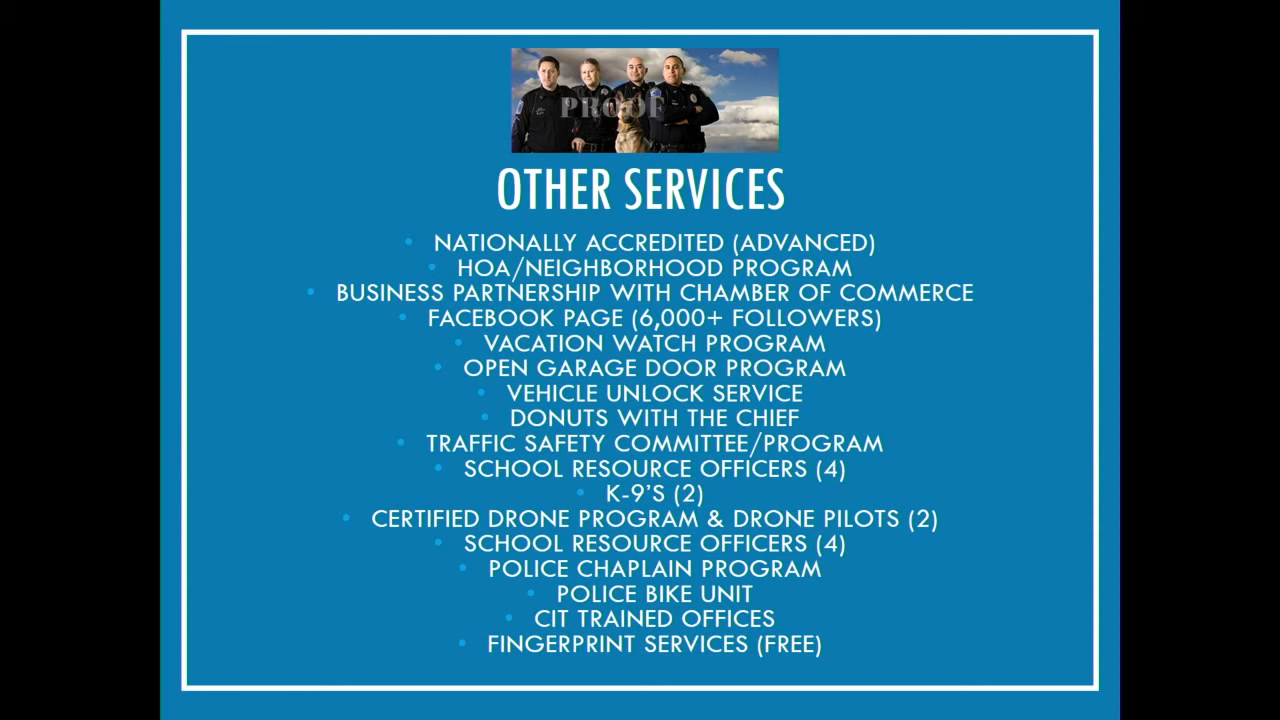 PROOF
OTHER SERVICES
• NATIONALLY ACCREDITED (ADVANCED)
• HOA/NEIGHBORHOOD PROGRAM
• BUSINESS PARTNERSHIP WITH CHAMBER OF COMMERCE
• FACEBOOK PAGE (6,000+ FOLLOWERS)
• VACATION WATCH PROGRAM
• OPEN GARAGE DOOR PROGRAM
• VEHICLE UNLOCK SERVICE
• DONUTS WITH THE CHIEF
• TRAFFIC SAFETY COMMITTEE/PROGRAM
• SCHOOL RESOURCE OFFICERS (4)
• K-9'S (2)
• CERTIFIED DRONE PROGRAM & DRONE PILOTS (2)
• SCHOOL RESOURCE OFFICERS (4)
• POLICE CHAPLAIN PROGRAM
• POLICE BIKE UNIT
• CIT TRAINED OFFICES
• FINGERPRINT SERVICES (FREE)